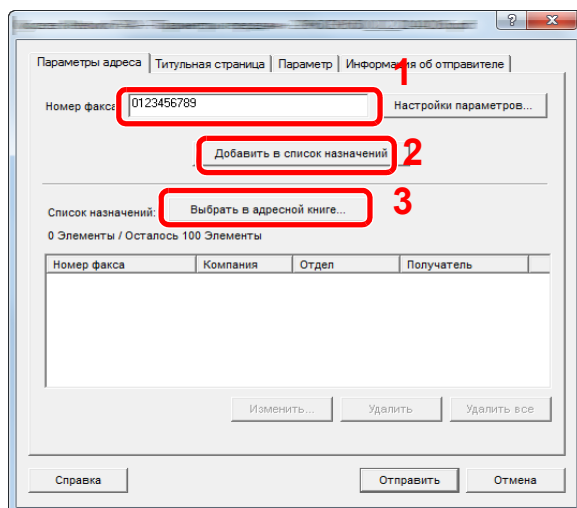 Параметры адреса Титульная страница Параметр Информация об отправителе
1
Номер факса 0123456789 Настройки параметров...
Добавить в список назначений 2
Список назначений: Выбрать в адресной книге... 3
0 Элементы / Осталось 100 Элементы
Номер факса Компания Отдел Получатель
Изменить... Удалить Удалить все
Справка Отправить Отмена